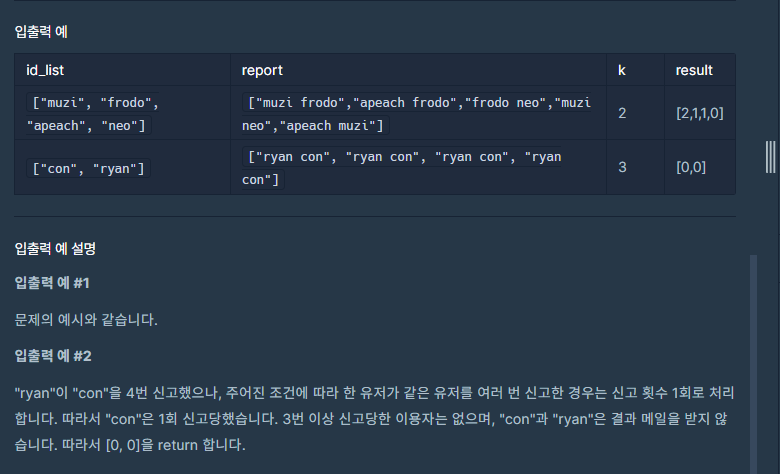 입출력 예
id_list report k result
["muzi", "frodo", "apeach", "neo"] ["muzi frodo","apeach frodo","frodo neo","muzi neo","apeach muzi"] 2 [2,1,1,0]
["con", "ryan"] ["ryan con", "ryan con", "ryan con", "ryan con"] 3 [0,0]
입출력 예 설명
입출력 예 #1
문제의 예시와 같습니다.
입출력 예 #2
"ryan"이 "con"을 4번 신고했으나, 주어진 조건에 따라 한 유저가 같은 유저를 여러 번 신고한 경우는 신고 횟수 1회로 처리
합니다. 따라서 "con"은 1회 신고당했습니다. 3번 이상 신고당한 이용자는 없으며, "con"과 "ryan"은 결과 메일을 받지 않
습니다. 따라서 [0, 0]을 return 합니다.